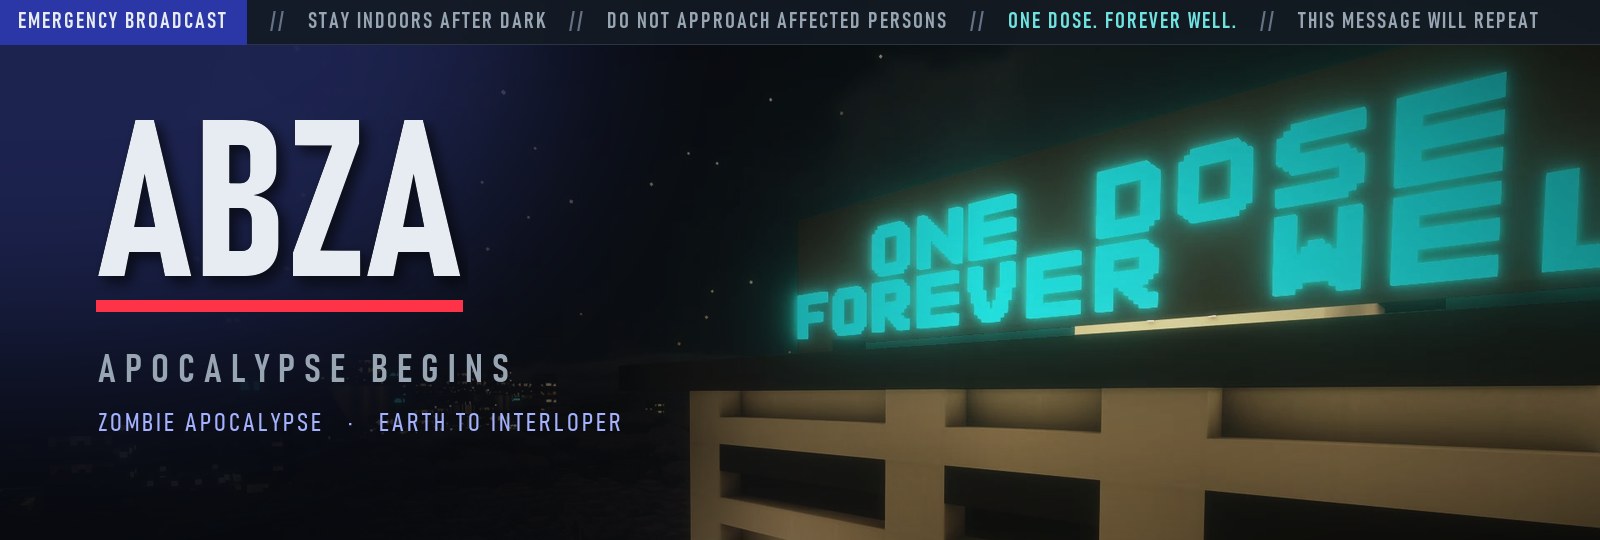 EMERGENCY BROADCAST // STAY INDOORS AFTER DARK // DO NOT APPROACH AFFECTED PERSONS // ONE DOSE. FOREVER WELL. // THIS MESSAGE WILL REPEAT
ABZA
APOCALYPSE BEGINS
ZOMBIE APOCALYPSE · EARTH TO INTERLOPER
ONE DOSE
FOREVER WEL